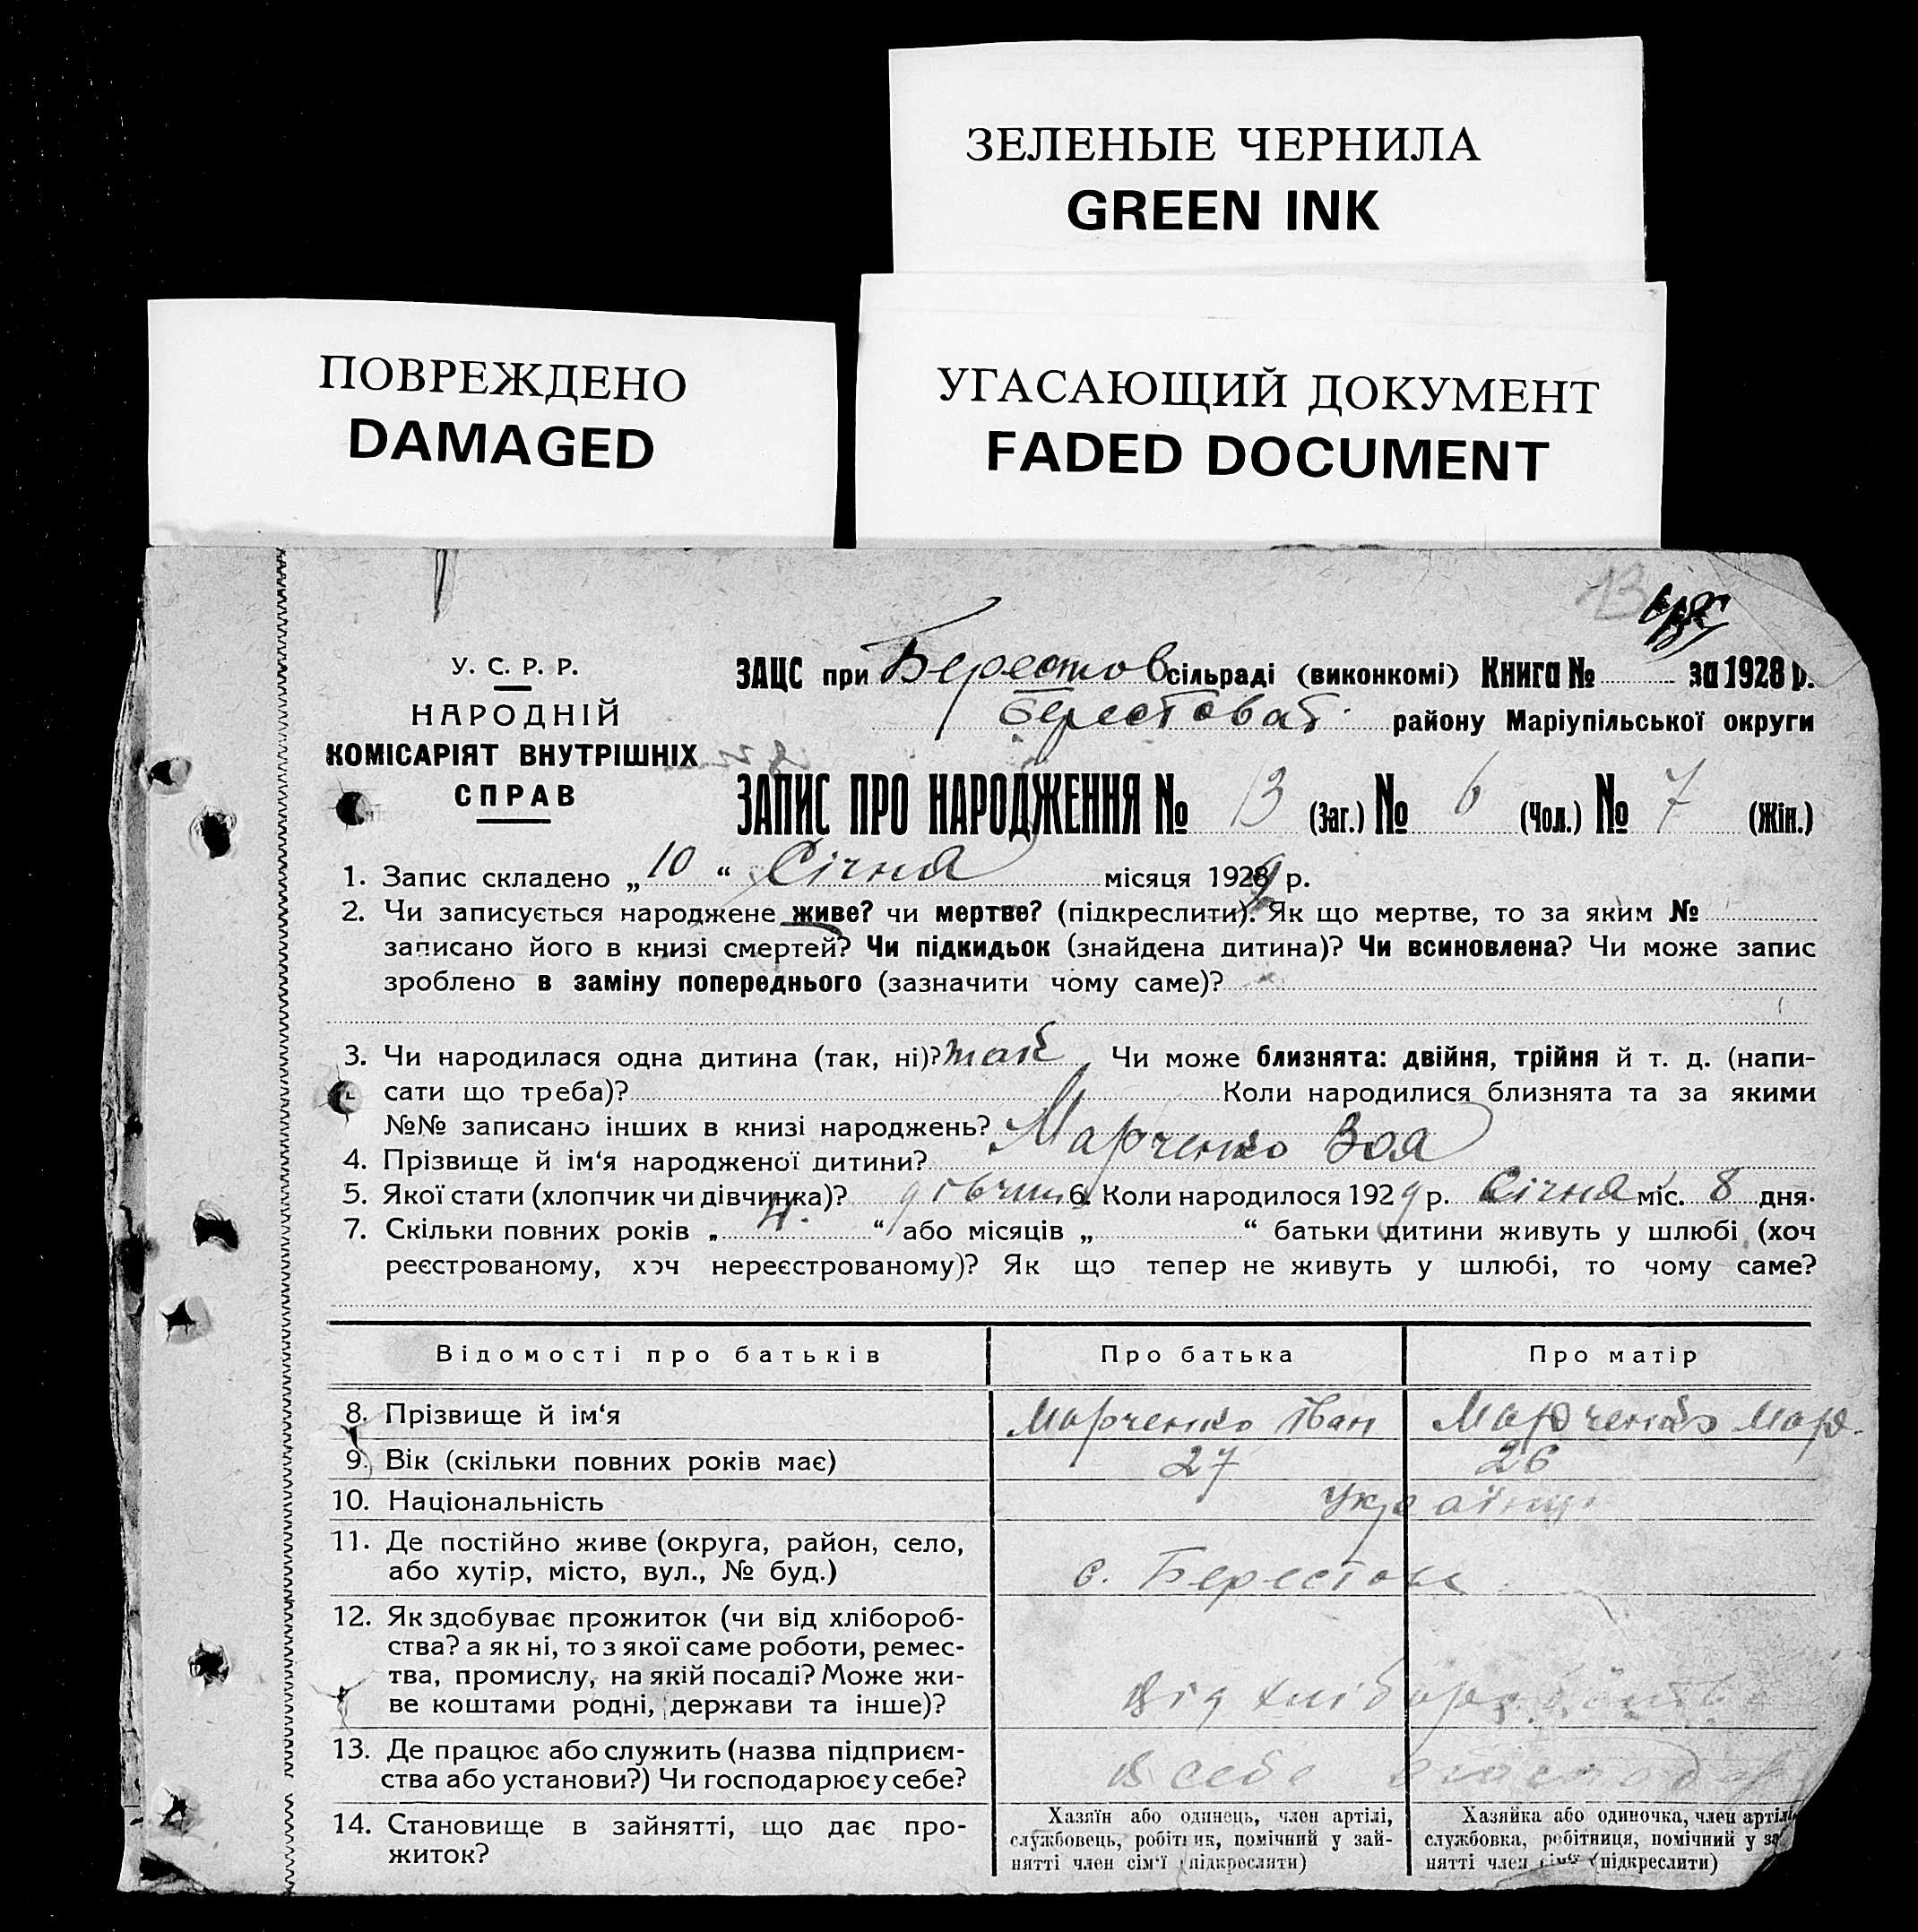 ЗЕЛЕНЫЕ ЧЕРНИЛА
GREEN INK
ПОВРЕЖДЕНО
DAMAGED
УГАСАЮЩИЙ ДОКУМЕНТ
FADED DOCUMENT
13
У. С. Р. Р.
НАРОДНІЙ
КОМІСАРІЯТ ВНУТРІШНІХ
СПРАВ
ЗАЦС при Берестов сільраді (виконкомі) Книга № за 1928 р.
Берестоват. району Маріупільської округи
ЗАПИС ПРО НАРОДЖЕННЯ № 13 (Заг.) № 6 (Чол.) № 7 (Жін.)
1. Запис складено „10“ Січня місяця 1929 р.
2. Чи записується народжене живе? чи мертве? (підкреслити). Як що мертве, то за яким №
записано його в книзі смертей? Чи підкидьок (знайдена дитина)? Чи всиновлена? Чи може запис
зроблено в заміну попереднього (зазначити чому саме)?
3. Чи народилася одна дитина (так, ні)? так Чи може близнята: двійня, трійня й т. д. (напи-
сати що треба)? Коли народилися близнята та за якими
№№ записано інших в книзі народжень?
4. Прізвище й ім‘я народженої дитини? Марченко Зоя
5. Якої стати (хлопчик чи дівчинка)? дівчин 6. Коли народилося 1929 р. Січня міс. 8 дня.
7. Скільки повних років „4.“ або місяців „ “ батьки дитини живуть у шлюбі (хоч
реєстрованому, хоч нереєстрованому)? Як що тепер не живуть у шлюбі, то чому саме?
Відомості про батьків Про батька Про матір
8. Прізвище й ім‘я Марченко Іван Марченко Мар.
9. Вік (скільки повних років має) 27 26
10. Національність Українці
11. Де постійно живе (округа, район, село,
або хутір, місто, вул., № буд.) с. Берестове
12. Як здобуває прожиток (чи від хлібороб-
ства? а як ні, то з якої саме роботи, ремес-
тва, промислу, на якій посаді? Може жи-
ве коштами родні, держави та інше)? Від хліборобства
13. Де працює або служить (назва підприєм-
ства або установи?) Чи господарює у себе? В себе
14. Становище в зайнятті, що дає про-
житок?
Хазяїн або одинець, член артілі,
службовець, робітник, помічний у зай-
нятті член сім‘ї (підкреслити)
Хазяйка або одиночка, член артілі
службовка, робітниця, помічний у за
нятті член сім‘ї (підкреслити)